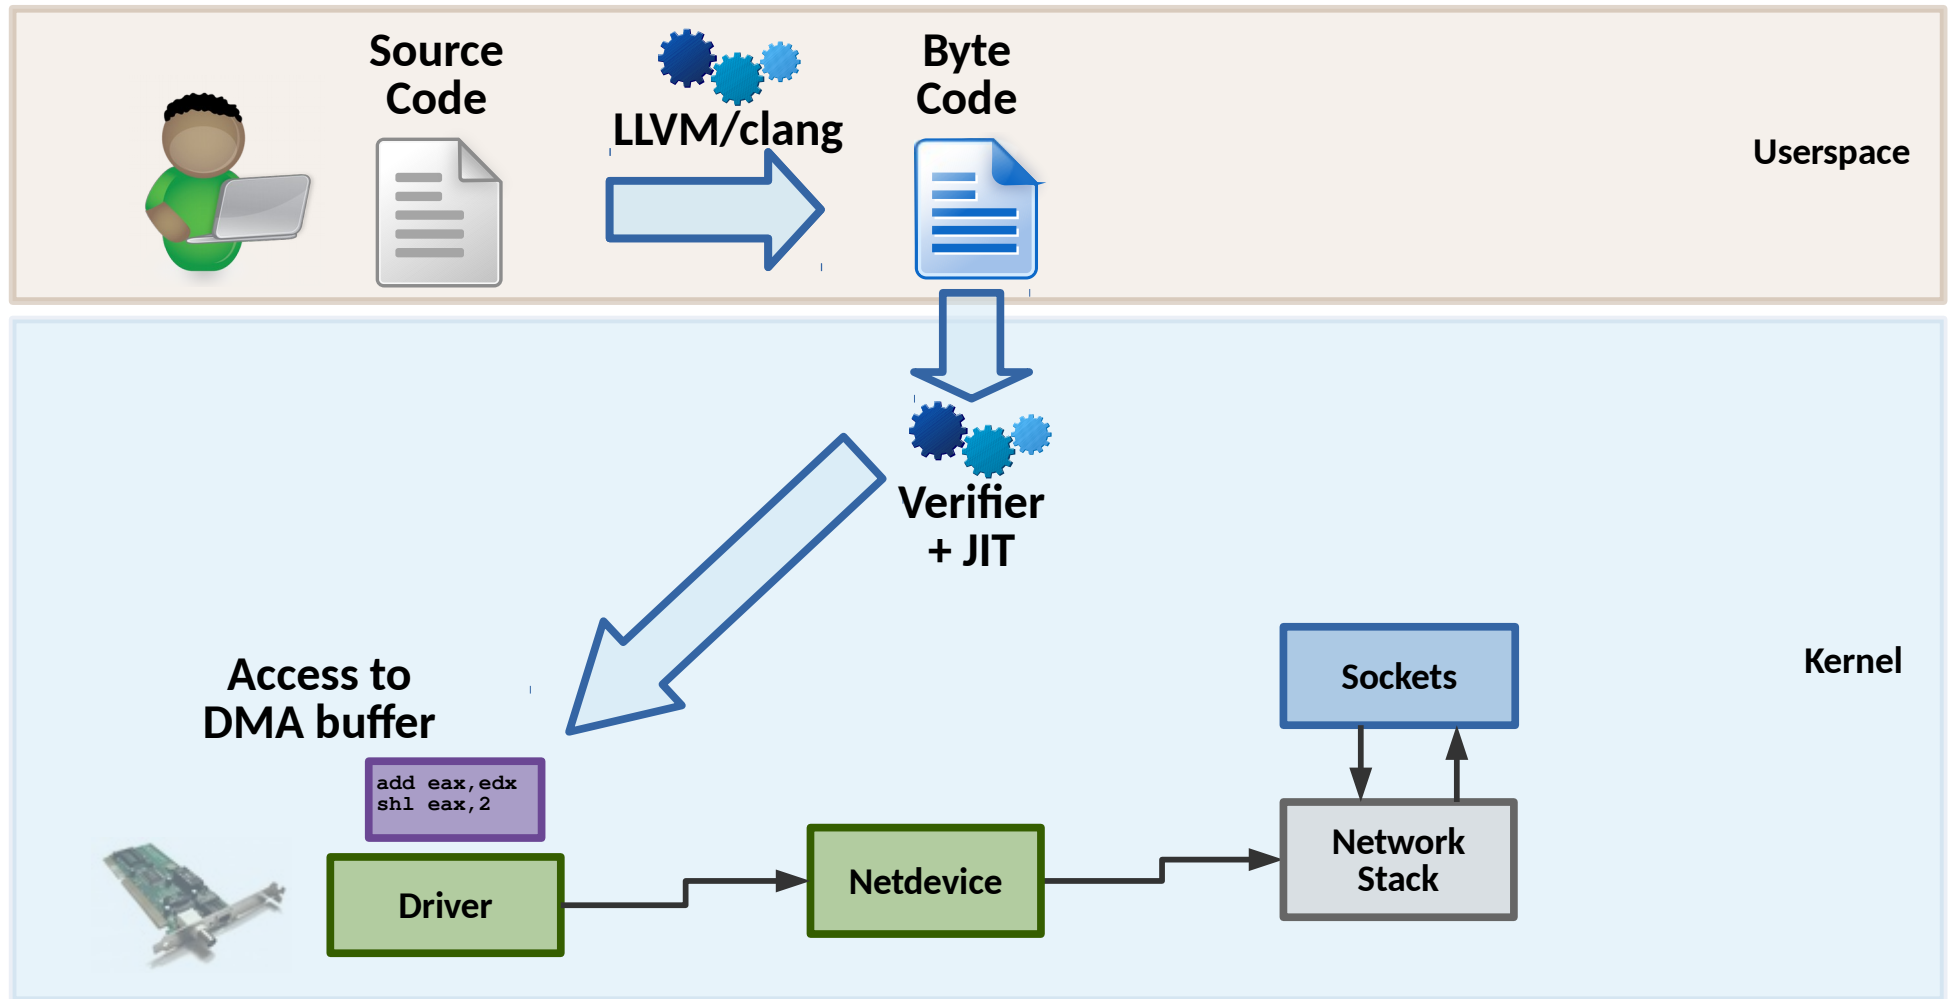 Source
Code
LLVM/clang
Byte
Code
Userspace
Verifier
+ JIT
Access to
DMA buffer
add eax,edx
shl eax,2
Driver
Netdevice
Sockets
Network
Stack
Kernel